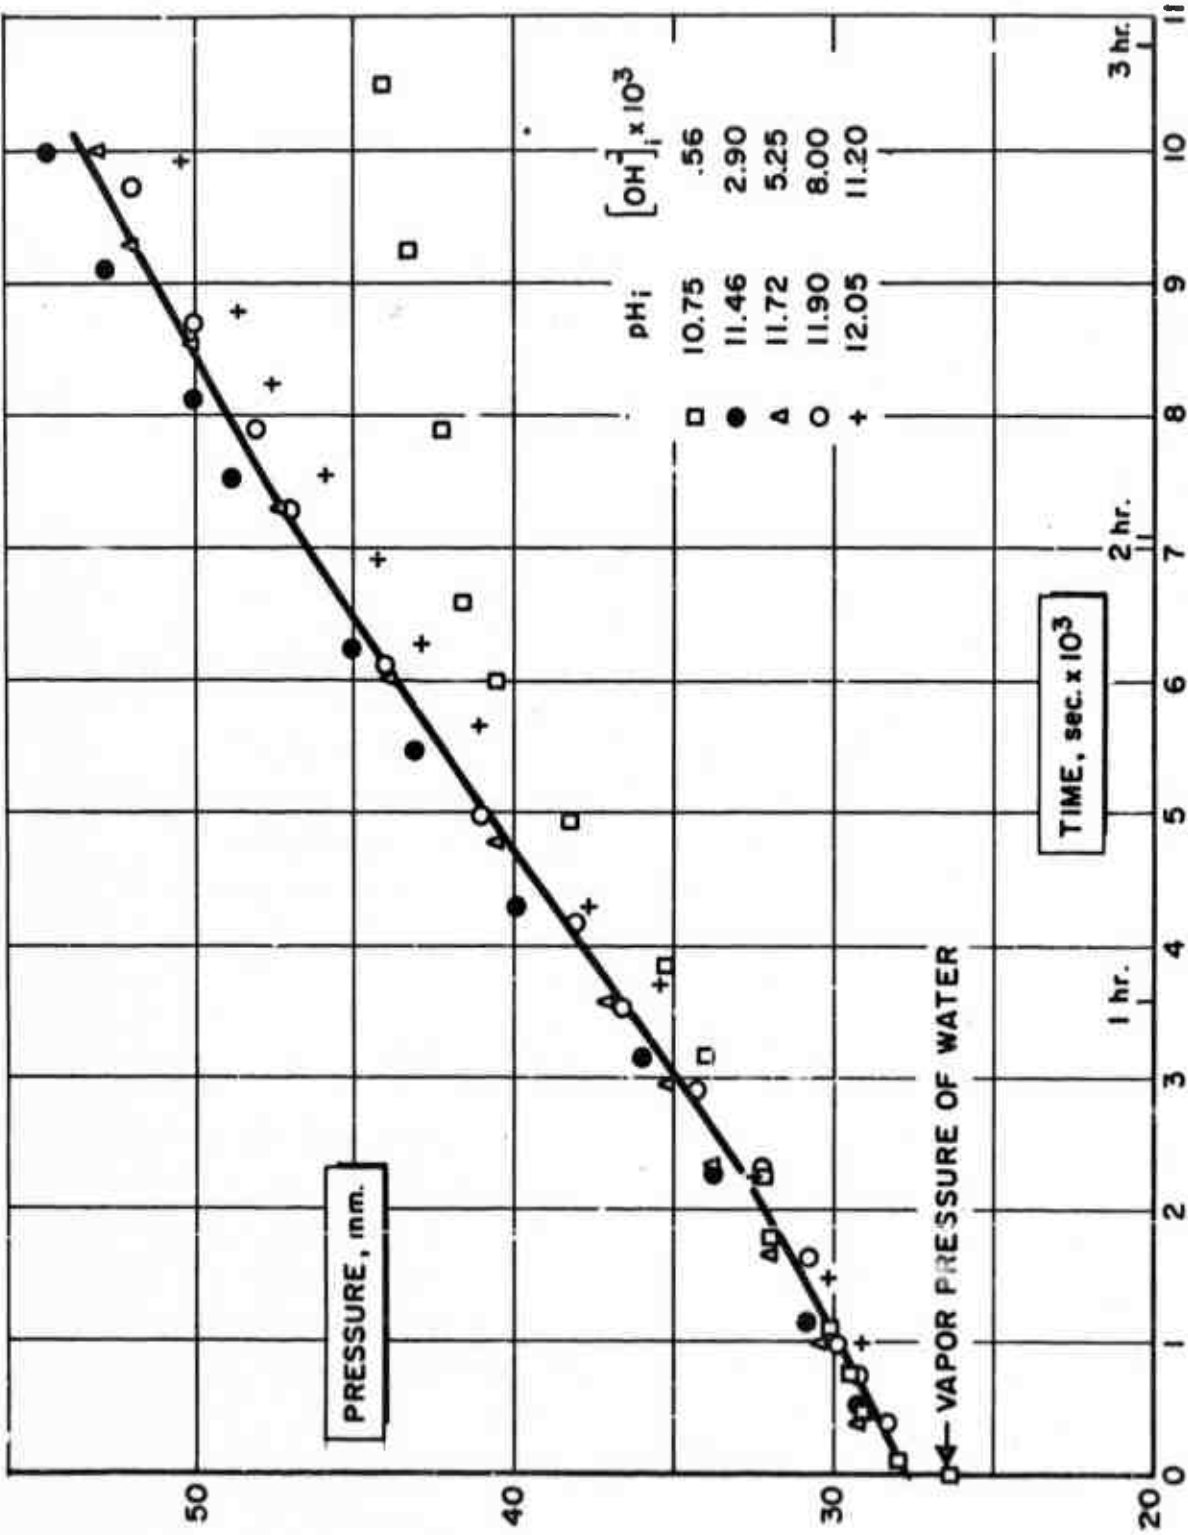 PRESSURE, mm.
50
40
30
20
pHi [OH⁻]i x 10³
□ 10.75 .56
● 11.46 2.90
△ 11.72 5.25
○ 11.90 8.00
+ 12.05 11.20
← VAPOR PRESSURE OF WATER
1 hr. 2 hr. 3 hr.
0 1 2 3 4 5 6 7 8 9 10 11
TIME, sec. x 10³